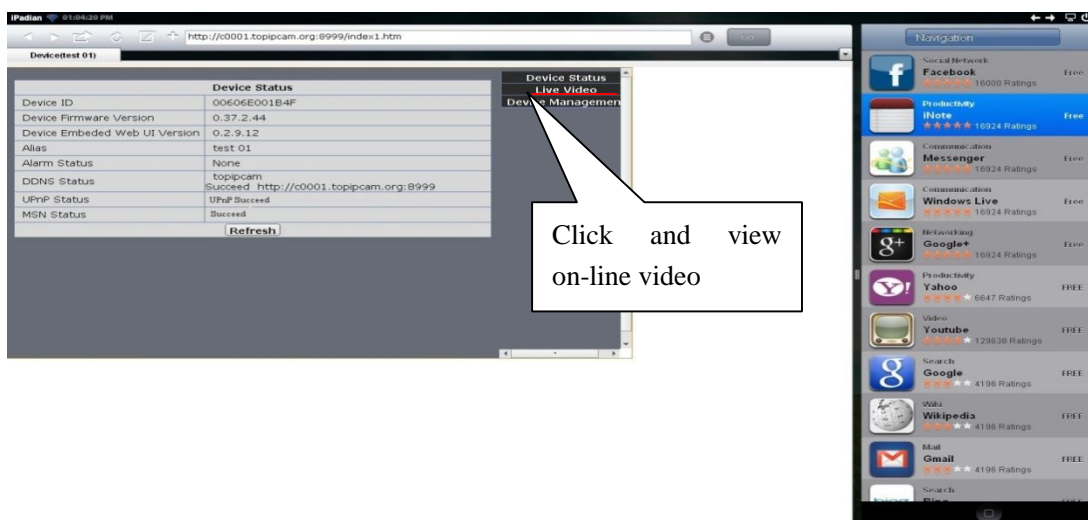 iPadian 01:04:20 PM
http://c0001.topipcam.org:8999/index1.htm
GO
Device(test 01)
Device Status
Device ID 00606E001B4F
Device Firmware Version 0.37.2.44
Device Embeded Web UI Version 0.2.9.12
Alias test 01
Alarm Status None
DDNS Status topipcam
Succeed http://c0001.topipcam.org:8999
UPnP Status UPnP Succeed
MSN Status Succeed
Refresh
Device Status
Live Video
Device Managemen
Click and view
on-line video
Navigation
Social Network
Facebook Free
16000 Ratings
Productivity
iNote Free
16924 Ratings
Communication
Messenger Free
16924 Ratings
Communication
Windows Live Free
16924 Ratings
Networking
Google+ Free
16924 Ratings
Productivity
Yahoo FREE
6647 Ratings
Video
Youtube FREE
129830 Ratings
Search
Google FREE
4196 Ratings
Wiki
Wikipedia FREE
4196 Ratings
Mail
Gmail FREE
4196 Ratings
Search